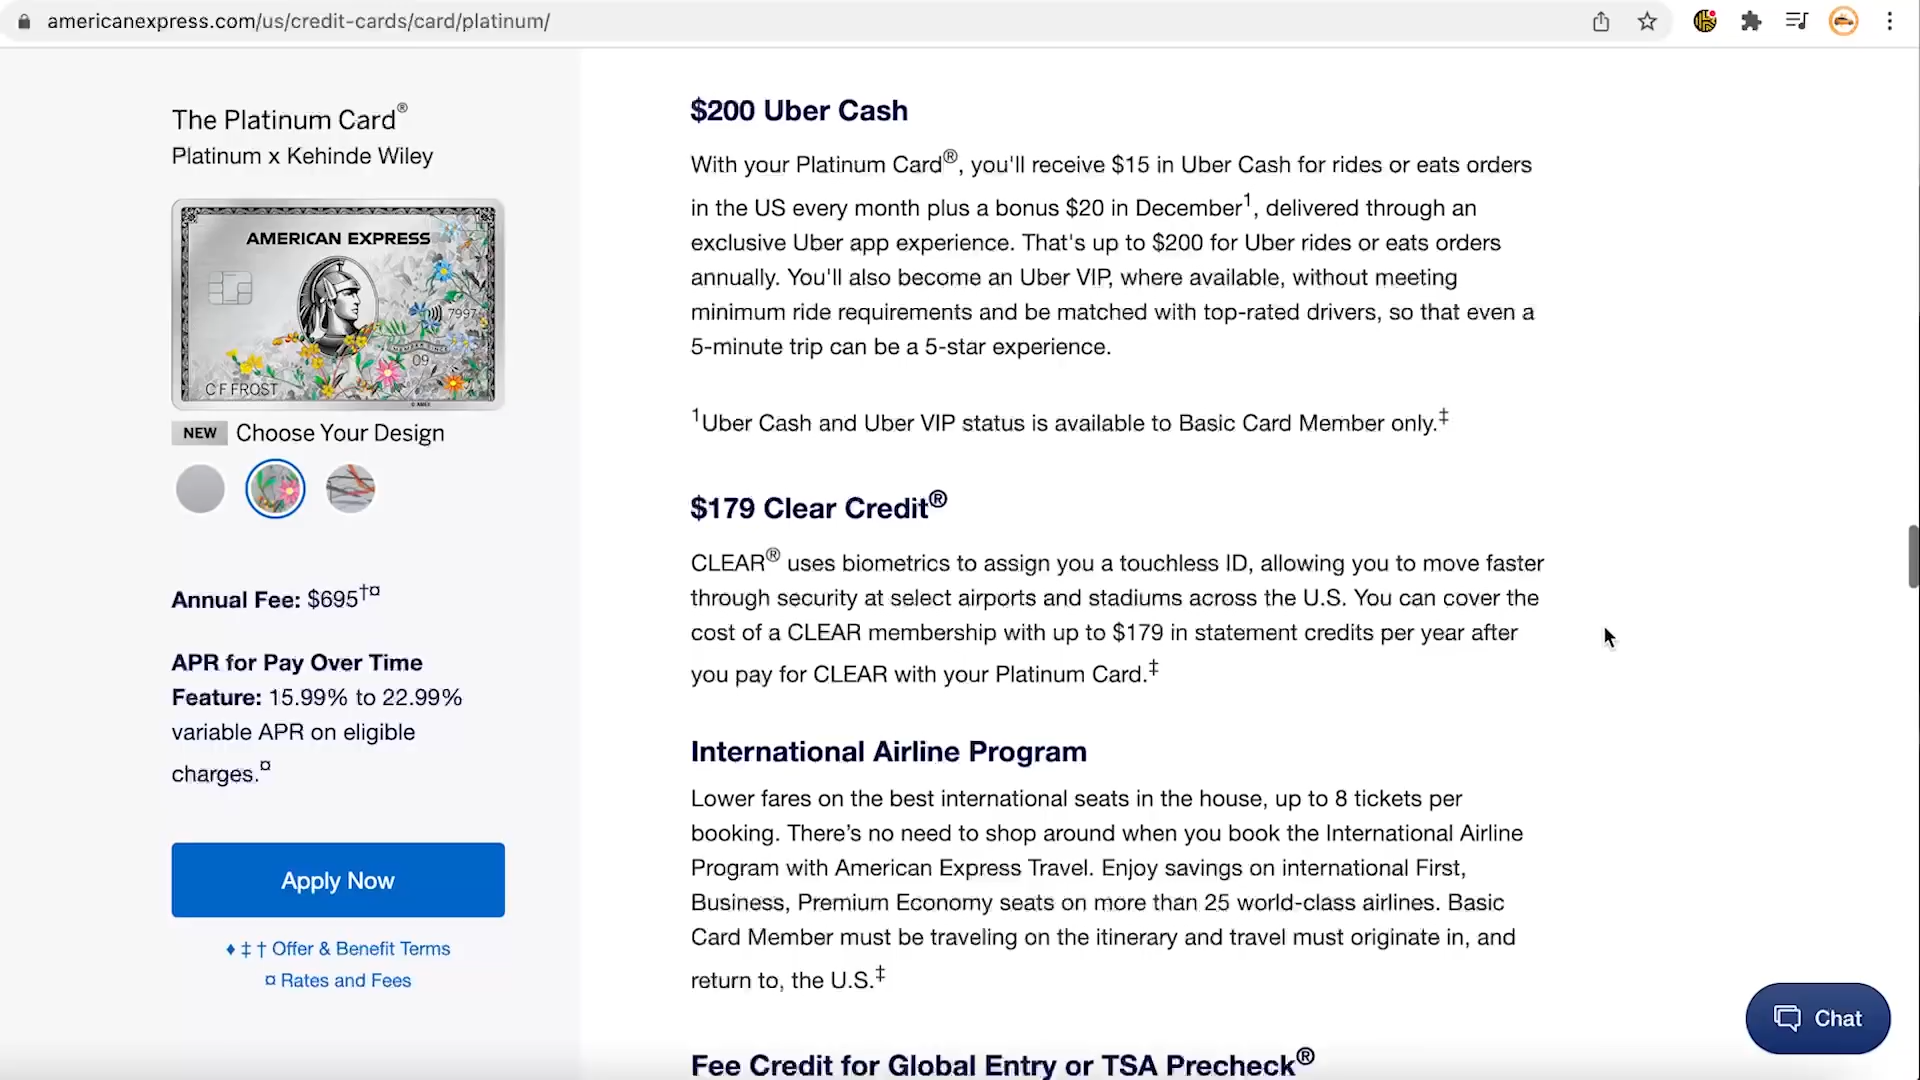 americanexpress.com/us/credit-cards/card/platinum/
The Platinum Card®
Platinum x Kehinde Wiley
AMERICAN EXPRESS
7997
MEMBER SINCE
09
C F FROST
© AMEX
NEW Choose Your Design
Annual Fee: $695†¤
APR for Pay Over Time
Feature: 15.99% to 22.99%
variable APR on eligible
charges.¤
Apply Now
♦ ‡ † Offer & Benefit Terms
¤ Rates and Fees
$200 Uber Cash
With your Platinum Card®, you'll receive $15 in Uber Cash for rides or eats orders
in the US every month plus a bonus $20 in December¹, delivered through an
exclusive Uber app experience. That's up to $200 for Uber rides or eats orders
annually. You'll also become an Uber VIP, where available, without meeting
minimum ride requirements and be matched with top-rated drivers, so that even a
5-minute trip can be a 5-star experience.
¹Uber Cash and Uber VIP status is available to Basic Card Member only.‡
$179 Clear Credit®
CLEAR® uses biometrics to assign you a touchless ID, allowing you to move faster
through security at select airports and stadiums across the U.S. You can cover the
cost of a CLEAR membership with up to $179 in statement credits per year after
you pay for CLEAR with your Platinum Card.‡
International Airline Program
Lower fares on the best international seats in the house, up to 8 tickets per
booking. There’s no need to shop around when you book the International Airline
Program with American Express Travel. Enjoy savings on international First,
Business, Premium Economy seats on more than 25 world-class airlines. Basic
Card Member must be traveling on the itinerary and travel must originate in, and
return to, the U.S.‡
Fee Credit for Global Entry or TSA Precheck®
Chat